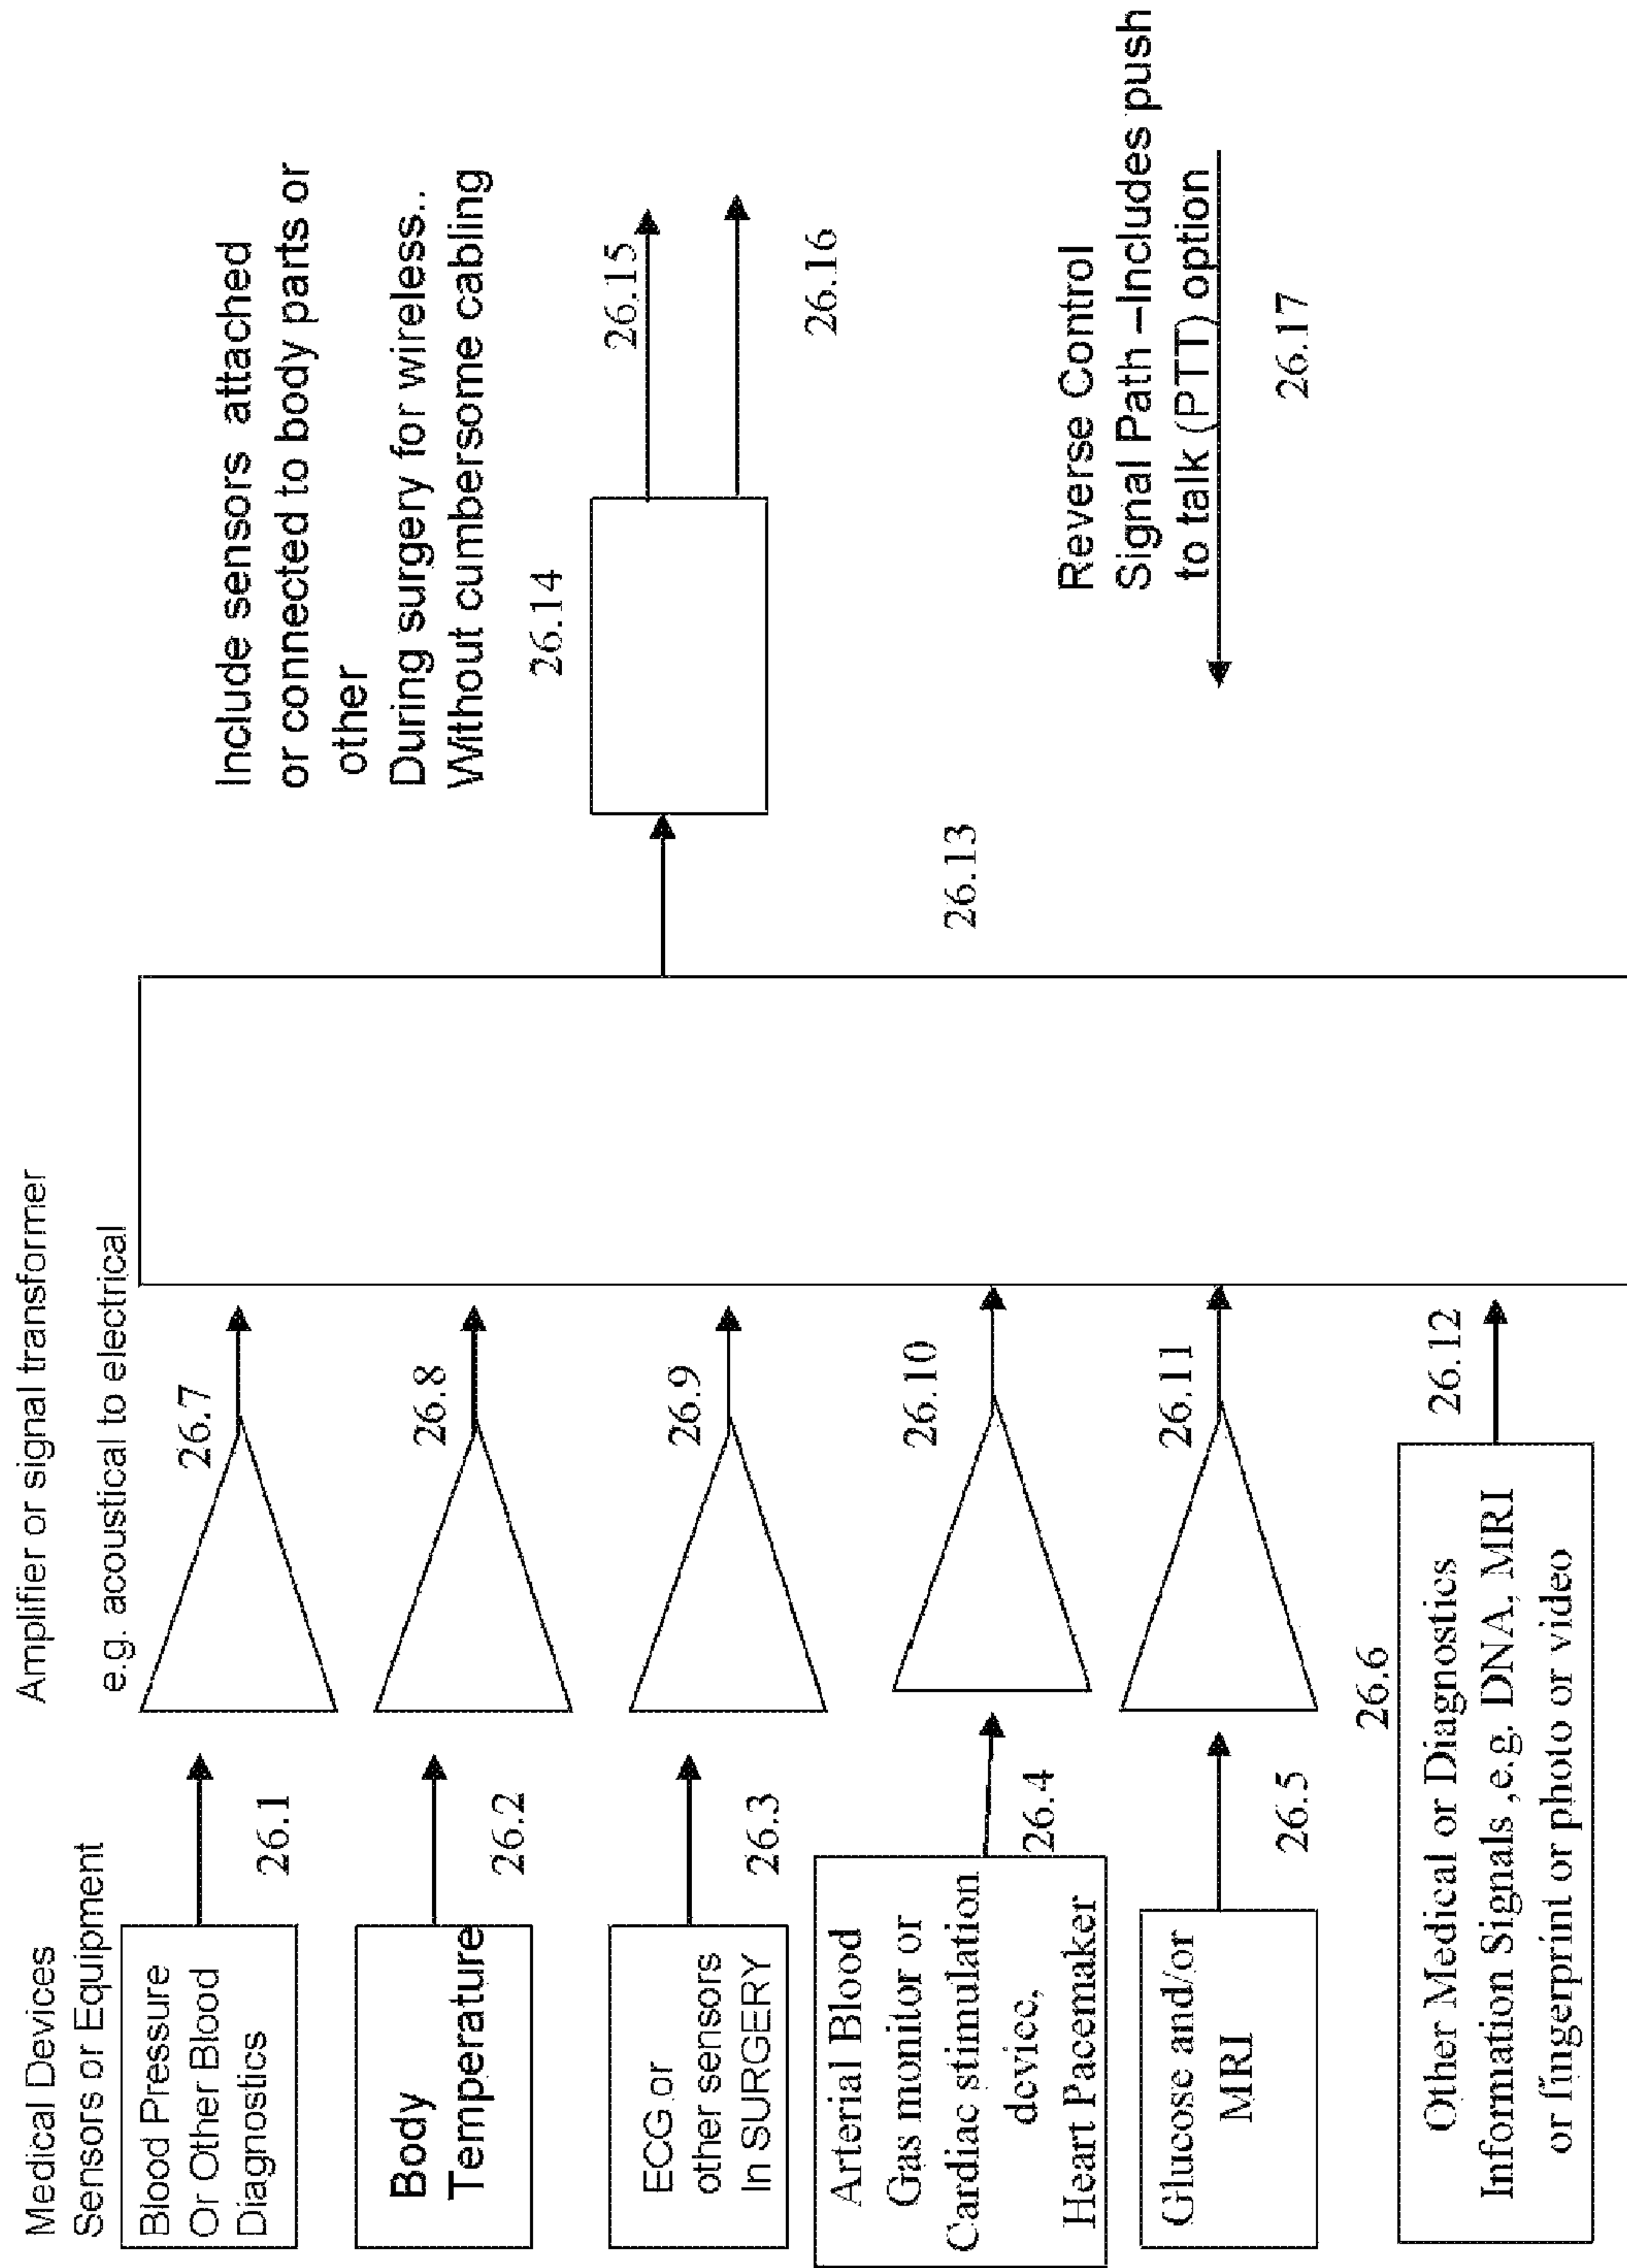 Medical Devices
Sensors or Equipment
Amplifier or signal transformer
e.g. acoustical to electrical
Blood Pressure
Or Other Blood
Diagnostics
26.1
26.7
Body
Temperature
26.2
26.8
ECG or
other sensors
In SURGERY
26.3
26.9
Arterial Blood
Gas monitor or
Cardiac stimulation
device,
Heart Pacemaker
26.4
26.10
Glucose and/or
MRI
26.5
26.11
26.6
Other Medical or Diagnostics
Information Signals ,e.g. DNA, MRI
or fingerprint or photo or video
26.12
26.13
Include sensors attached
or connected to body parts or
other
During surgery for wireless..
Without cumbersome cabling
26.14
26.15
26.16
Reverse Control
Signal Path –Includes push
to talk (PTT) option
26.17